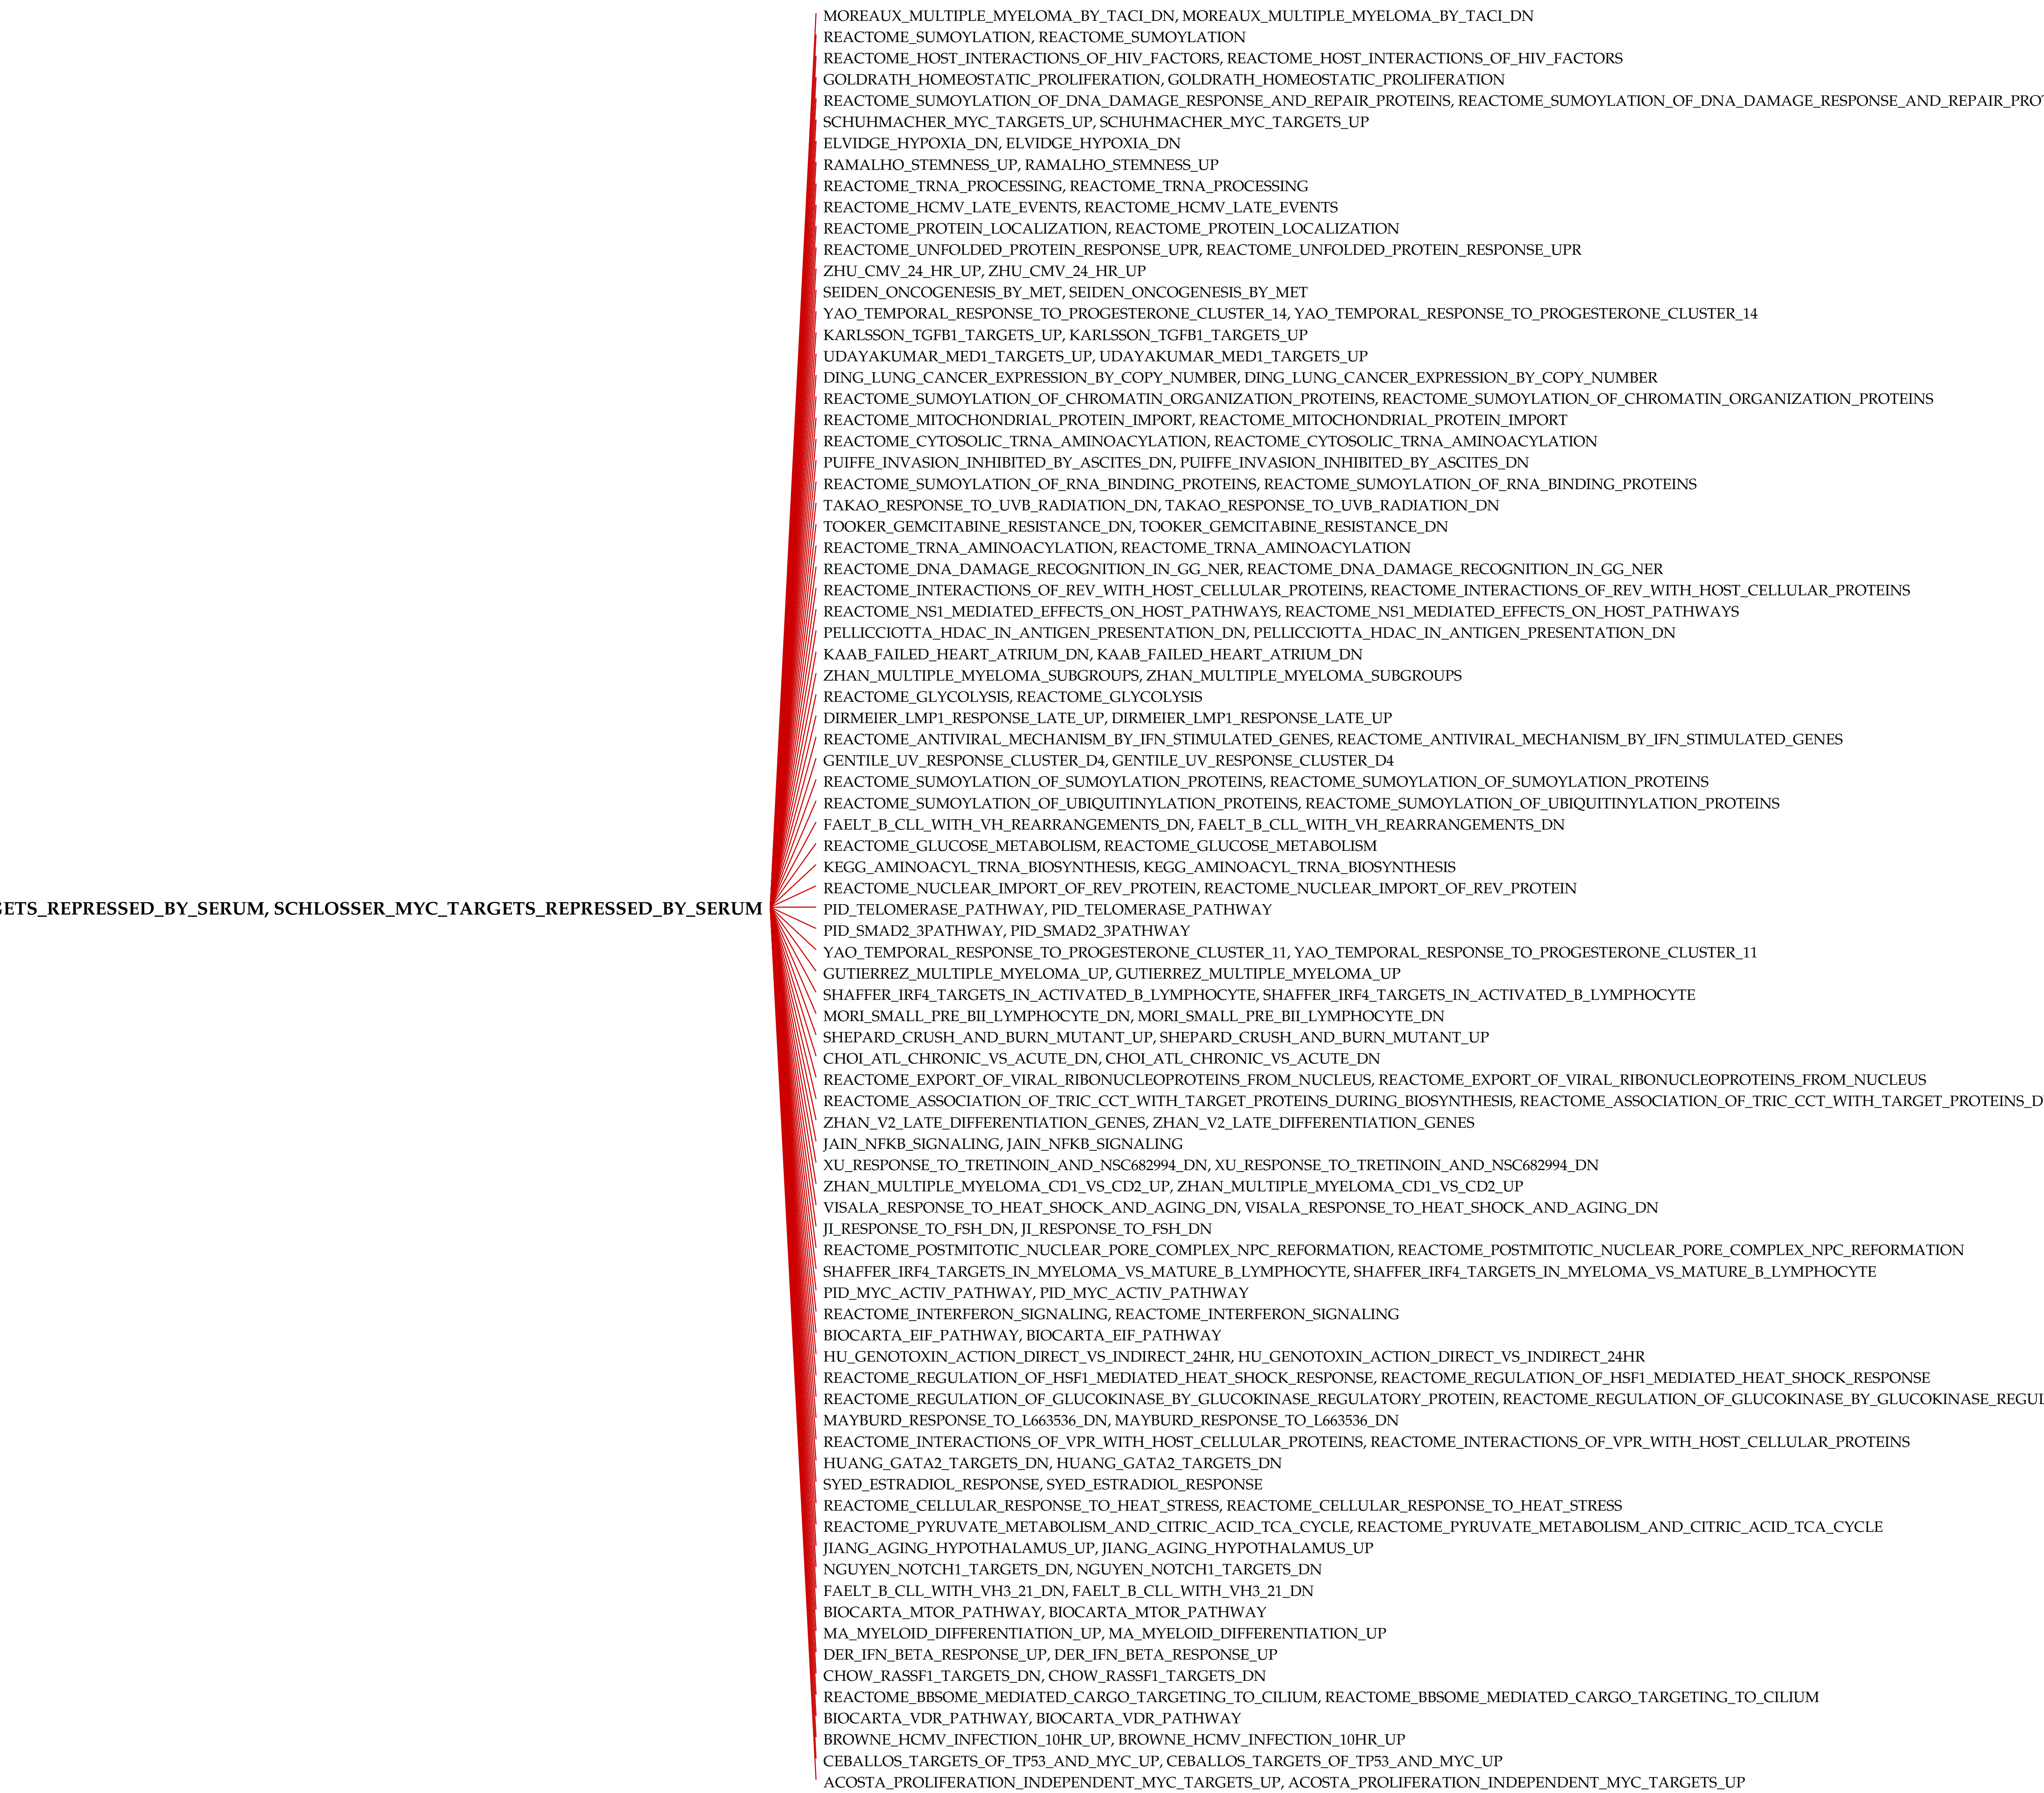 MOREAUX_MULTIPLE_MYELOMA_BY_TACI_DN, MOREAUX_MULTIPLE_MYELOMA_BY_TACI_DN
REACTOME_SUMOYLATION, REACTOME_SUMOYLATION
REACTOME_HOST_INTERACTIONS_OF_HIV_FACTORS, REACTOME_HOST_INTERACTIONS_OF_HIV_FACTORS
GOLDRATH_HOMEOSTATIC_PROLIFERATION, GOLDRATH_HOMEOSTATIC_PROLIFERATION
REACTOME_SUMOYLATION_OF_DNA_DAMAGE_RESPONSE_AND_REPAIR_PROTEINS, REACTOME_SUMOYLATION_OF_DNA_DAMAGE_RESPONSE_AND_REPAIR_PROT
SCHUHMACHER_MYC_TARGETS_UP, SCHUHMACHER_MYC_TARGETS_UP
ELVIDGE_HYPOXIA_DN, ELVIDGE_HYPOXIA_DN
RAMALHO_STEMNESS_UP, RAMALHO_STEMNESS_UP
REACTOME_TRNA_PROCESSING, REACTOME_TRNA_PROCESSING
REACTOME_HCMV_LATE_EVENTS, REACTOME_HCMV_LATE_EVENTS
REACTOME_PROTEIN_LOCALIZATION, REACTOME_PROTEIN_LOCALIZATION
REACTOME_UNFOLDED_PROTEIN_RESPONSE_UPR, REACTOME_UNFOLDED_PROTEIN_RESPONSE_UPR
ZHU_CMV_24_HR_UP, ZHU_CMV_24_HR_UP
SEIDEN_ONCOGENESIS_BY_MET, SEIDEN_ONCOGENESIS_BY_MET
YAO_TEMPORAL_RESPONSE_TO_PROGESTERONE_CLUSTER_14, YAO_TEMPORAL_RESPONSE_TO_PROGESTERONE_CLUSTER_14
KARLSSON_TGFB1_TARGETS_UP, KARLSSON_TGFB1_TARGETS_UP
UDAYAKUMAR_MED1_TARGETS_UP, UDAYAKUMAR_MED1_TARGETS_UP
DING_LUNG_CANCER_EXPRESSION_BY_COPY_NUMBER, DING_LUNG_CANCER_EXPRESSION_BY_COPY_NUMBER
REACTOME_SUMOYLATION_OF_CHROMATIN_ORGANIZATION_PROTEINS, REACTOME_SUMOYLATION_OF_CHROMATIN_ORGANIZATION_PROTEINS
REACTOME_MITOCHONDRIAL_PROTEIN_IMPORT, REACTOME_MITOCHONDRIAL_PROTEIN_IMPORT
REACTOME_CYTOSOLIC_TRNA_AMINOACYLATION, REACTOME_CYTOSOLIC_TRNA_AMINOACYLATION
PUIFFE_INVASION_INHIBITED_BY_ASCITES_DN, PUIFFE_INVASION_INHIBITED_BY_ASCITES_DN
REACTOME_SUMOYLATION_OF_RNA_BINDING_PROTEINS, REACTOME_SUMOYLATION_OF_RNA_BINDING_PROTEINS
TAKAO_RESPONSE_TO_UVB_RADIATION_DN, TAKAO_RESPONSE_TO_UVB_RADIATION_DN
TOOKER_GEMCITABINE_RESISTANCE_DN, TOOKER_GEMCITABINE_RESISTANCE_DN
REACTOME_TRNA_AMINOACYLATION, REACTOME_TRNA_AMINOACYLATION
REACTOME_DNA_DAMAGE_RECOGNITION_IN_GG_NER, REACTOME_DNA_DAMAGE_RECOGNITION_IN_GG_NER
REACTOME_INTERACTIONS_OF_REV_WITH_HOST_CELLULAR_PROTEINS, REACTOME_INTERACTIONS_OF_REV_WITH_HOST_CELLULAR_PROTEINS
REACTOME_NS1_MEDIATED_EFFECTS_ON_HOST_PATHWAYS, REACTOME_NS1_MEDIATED_EFFECTS_ON_HOST_PATHWAYS
PELLICCIOTTA_HDAC_IN_ANTIGEN_PRESENTATION_DN, PELLICCIOTTA_HDAC_IN_ANTIGEN_PRESENTATION_DN
KAAB_FAILED_HEART_ATRIUM_DN, KAAB_FAILED_HEART_ATRIUM_DN
ZHAN_MULTIPLE_MYELOMA_SUBGROUPS, ZHAN_MULTIPLE_MYELOMA_SUBGROUPS
REACTOME_GLYCOLYSIS, REACTOME_GLYCOLYSIS
DIRMEIER_LMP1_RESPONSE_LATE_UP, DIRMEIER_LMP1_RESPONSE_LATE_UP
REACTOME_ANTIVIRAL_MECHANISM_BY_IFN_STIMULATED_GENES, REACTOME_ANTIVIRAL_MECHANISM_BY_IFN_STIMULATED_GENES
GENTILE_UV_RESPONSE_CLUSTER_D4, GENTILE_UV_RESPONSE_CLUSTER_D4
REACTOME_SUMOYLATION_OF_SUMOYLATION_PROTEINS, REACTOME_SUMOYLATION_OF_SUMOYLATION_PROTEINS
REACTOME_SUMOYLATION_OF_UBIQUITINYLATION_PROTEINS, REACTOME_SUMOYLATION_OF_UBIQUITINYLATION_PROTEINS
FAELT_B_CLL_WITH_VH_REARRANGEMENTS_DN, FAELT_B_CLL_WITH_VH_REARRANGEMENTS_DN
REACTOME_GLUCOSE_METABOLISM, REACTOME_GLUCOSE_METABOLISM
KEGG_AMINOACYL_TRNA_BIOSYNTHESIS, KEGG_AMINOACYL_TRNA_BIOSYNTHESIS
REACTOME_NUCLEAR_IMPORT_OF_REV_PROTEIN, REACTOME_NUCLEAR_IMPORT_OF_REV_PROTEIN
GETS_REPRESSED_BY_SERUM, SCHLOSSER_MYC_TARGETS_REPRESSED_BY_SERUM
PID_TELOMERASE_PATHWAY, PID_TELOMERASE_PATHWAY
PID_SMAD2_3PATHWAY, PID_SMAD2_3PATHWAY
YAO_TEMPORAL_RESPONSE_TO_PROGESTERONE_CLUSTER_11, YAO_TEMPORAL_RESPONSE_TO_PROGESTERONE_CLUSTER_11
GUTIERREZ_MULTIPLE_MYELOMA_UP, GUTIERREZ_MULTIPLE_MYELOMA_UP
SHAFFER_IRF4_TARGETS_IN_ACTIVATED_B_LYMPHOCYTE, SHAFFER_IRF4_TARGETS_IN_ACTIVATED_B_LYMPHOCYTE
MORI_SMALL_PRE_BII_LYMPHOCYTE_DN, MORI_SMALL_PRE_BII_LYMPHOCYTE_DN
SHEPARD_CRUSH_AND_BURN_MUTANT_UP, SHEPARD_CRUSH_AND_BURN_MUTANT_UP
CHOI_ATL_CHRONIC_VS_ACUTE_DN, CHOI_ATL_CHRONIC_VS_ACUTE_DN
REACTOME_EXPORT_OF_VIRAL_RIBONUCLEOPROTEINS_FROM_NUCLEUS, REACTOME_EXPORT_OF_VIRAL_RIBONUCLEOPROTEINS_FROM_NUCLEUS
REACTOME_ASSOCIATION_OF_TRIC_CCT_WITH_TARGET_PROTEINS_DURING_BIOSYNTHESIS, REACTOME_ASSOCIATION_OF_TRIC_CCT_WITH_TARGET_PROTEINS_D
ZHAN_V2_LATE_DIFFERENTIATION_GENES, ZHAN_V2_LATE_DIFFERENTIATION_GENES
JAIN_NFKB_SIGNALING, JAIN_NFKB_SIGNALING
XU_RESPONSE_TO_TRETINOIN_AND_NSC682994_DN, XU_RESPONSE_TO_TRETINOIN_AND_NSC682994_DN
ZHAN_MULTIPLE_MYELOMA_CD1_VS_CD2_UP, ZHAN_MULTIPLE_MYELOMA_CD1_VS_CD2_UP
VISALA_RESPONSE_TO_HEAT_SHOCK_AND_AGING_DN, VISALA_RESPONSE_TO_HEAT_SHOCK_AND_AGING_DN
JI_RESPONSE_TO_FSH_DN, JI_RESPONSE_TO_FSH_DN
REACTOME_POSTMITOTIC_NUCLEAR_PORE_COMPLEX_NPC_REFORMATION, REACTOME_POSTMITOTIC_NUCLEAR_PORE_COMPLEX_NPC_REFORMATION
SHAFFER_IRF4_TARGETS_IN_MYELOMA_VS_MATURE_B_LYMPHOCYTE, SHAFFER_IRF4_TARGETS_IN_MYELOMA_VS_MATURE_B_LYMPHOCYTE
PID_MYC_ACTIV_PATHWAY, PID_MYC_ACTIV_PATHWAY
REACTOME_INTERFERON_SIGNALING, REACTOME_INTERFERON_SIGNALING
BIOCARTA_EIF_PATHWAY, BIOCARTA_EIF_PATHWAY
HU_GENOTOXIN_ACTION_DIRECT_VS_INDIRECT_24HR, HU_GENOTOXIN_ACTION_DIRECT_VS_INDIRECT_24HR
REACTOME_REGULATION_OF_HSF1_MEDIATED_HEAT_SHOCK_RESPONSE, REACTOME_REGULATION_OF_HSF1_MEDIATED_HEAT_SHOCK_RESPONSE
REACTOME_REGULATION_OF_GLUCOKINASE_BY_GLUCOKINASE_REGULATORY_PROTEIN, REACTOME_REGULATION_OF_GLUCOKINASE_BY_GLUCOKINASE_REGUL
MAYBURD_RESPONSE_TO_L663536_DN, MAYBURD_RESPONSE_TO_L663536_DN
REACTOME_INTERACTIONS_OF_VPR_WITH_HOST_CELLULAR_PROTEINS, REACTOME_INTERACTIONS_OF_VPR_WITH_HOST_CELLULAR_PROTEINS
HUANG_GATA2_TARGETS_DN, HUANG_GATA2_TARGETS_DN
SYED_ESTRADIOL_RESPONSE, SYED_ESTRADIOL_RESPONSE
REACTOME_CELLULAR_RESPONSE_TO_HEAT_STRESS, REACTOME_CELLULAR_RESPONSE_TO_HEAT_STRESS
REACTOME_PYRUVATE_METABOLISM_AND_CITRIC_ACID_TCA_CYCLE, REACTOME_PYRUVATE_METABOLISM_AND_CITRIC_ACID_TCA_CYCLE
JIANG_AGING_HYPOTHALAMUS_UP, JIANG_AGING_HYPOTHALAMUS_UP
NGUYEN_NOTCH1_TARGETS_DN, NGUYEN_NOTCH1_TARGETS_DN
FAELT_B_CLL_WITH_VH3_21_DN, FAELT_B_CLL_WITH_VH3_21_DN
BIOCARTA_MTOR_PATHWAY, BIOCARTA_MTOR_PATHWAY
MA_MYELOID_DIFFERENTIATION_UP, MA_MYELOID_DIFFERENTIATION_UP
DER_IFN_BETA_RESPONSE_UP, DER_IFN_BETA_RESPONSE_UP
CHOW_RASSF1_TARGETS_DN, CHOW_RASSF1_TARGETS_DN
REACTOME_BBSOME_MEDIATED_CARGO_TARGETING_TO_CILIUM, REACTOME_BBSOME_MEDIATED_CARGO_TARGETING_TO_CILIUM
BIOCARTA_VDR_PATHWAY, BIOCARTA_VDR_PATHWAY
BROWNE_HCMV_INFECTION_10HR_UP, BROWNE_HCMV_INFECTION_10HR_UP
CEBALLOS_TARGETS_OF_TP53_AND_MYC_UP, CEBALLOS_TARGETS_OF_TP53_AND_MYC_UP
ACOSTA_PROLIFERATION_INDEPENDENT_MYC_TARGETS_UP, ACOSTA_PROLIFERATION_INDEPENDENT_MYC_TARGETS_UP